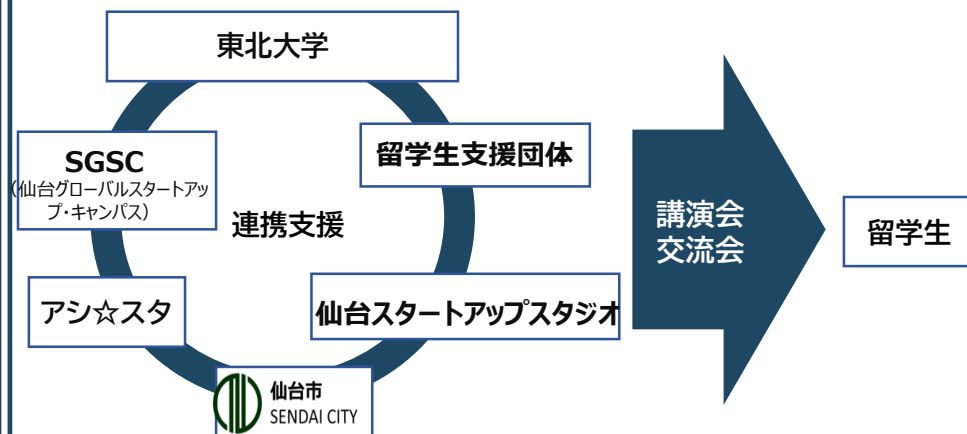 東北大学
SGSC
（仙台グローバルスタートアッ
プ・キャンパス）
留学生支援団体
連携支援
アシ☆スタ
仙台スタートアップスタジオ
仙台市
SENDAI CITY
講演会
交流会
留学生